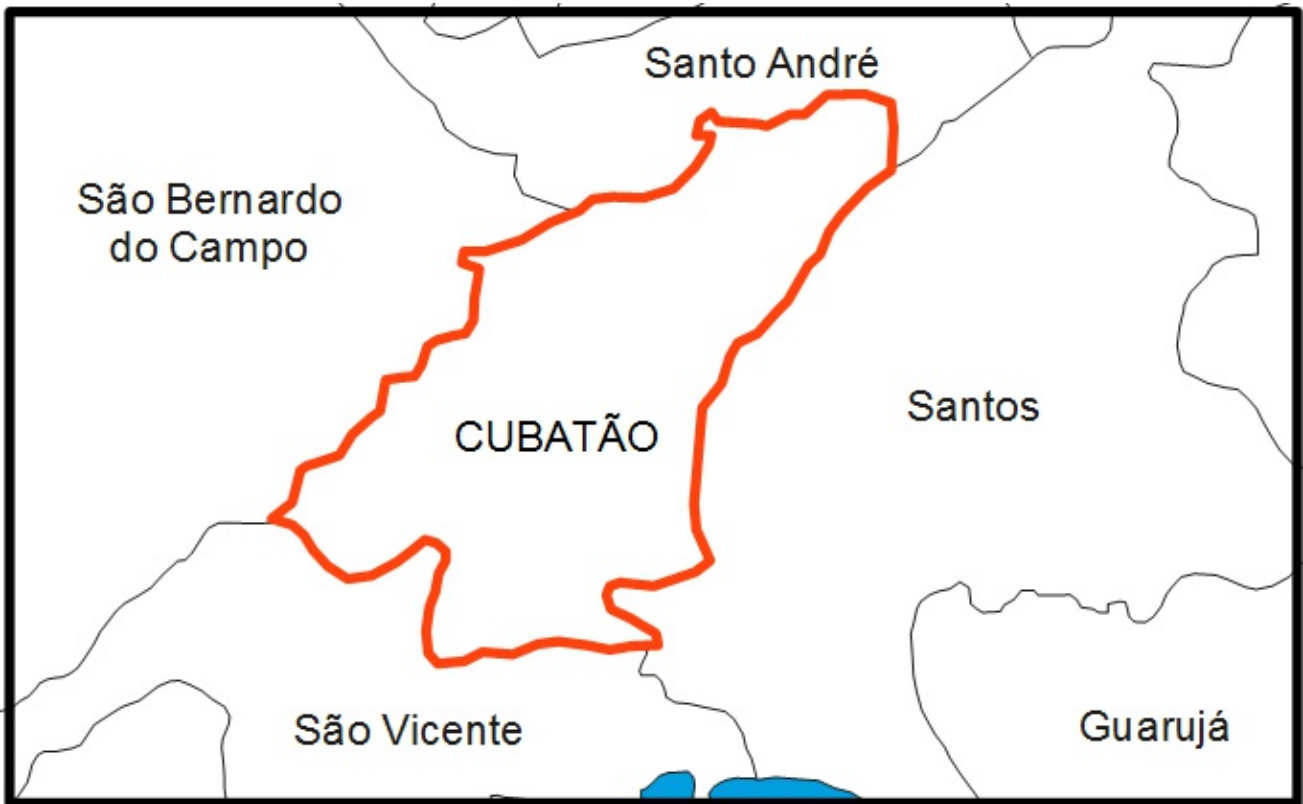 Santo André
São Bernardo
do Campo
Santos
CUBATÃO
São Vicente
Guarujá